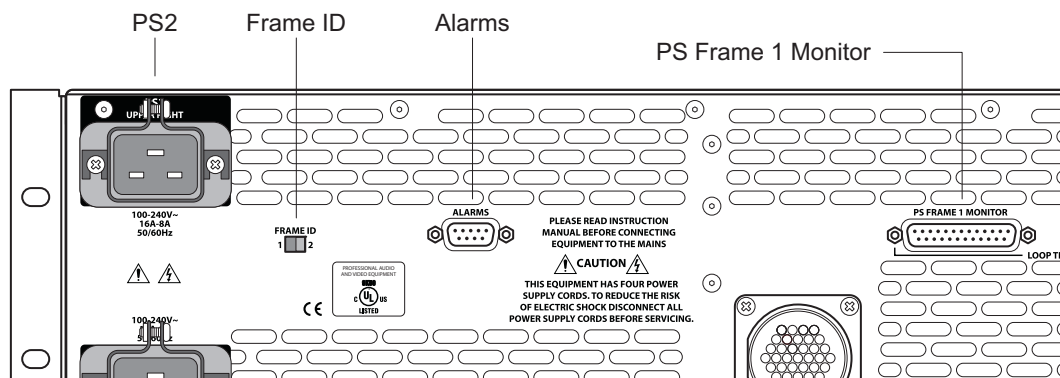 PS2
Frame ID
Alarms
PS Frame 1 Monitor
100-240V~
16A-8A
50/60Hz
FRAME ID
1 2
ALARMS
PLEASE READ INSTRUCTION
MANUAL BEFORE CONNECTING
EQUIPMENT TO THE MAINS
CAUTION
THIS EQUIPMENT HAS FOUR POWER
SUPPLY CORDS. TO REDUCE THE RISK
OF ELECTRIC SHOCK DISCONNECT ALL
POWER SUPPLY CORDS BEFORE SERVICING.
PS FRAME 1 MONITOR
LOOP
PROFESSIONAL AUDIO
AND VIDEO EQUIPMENT
C UL US
LISTED
CE
100-240V~